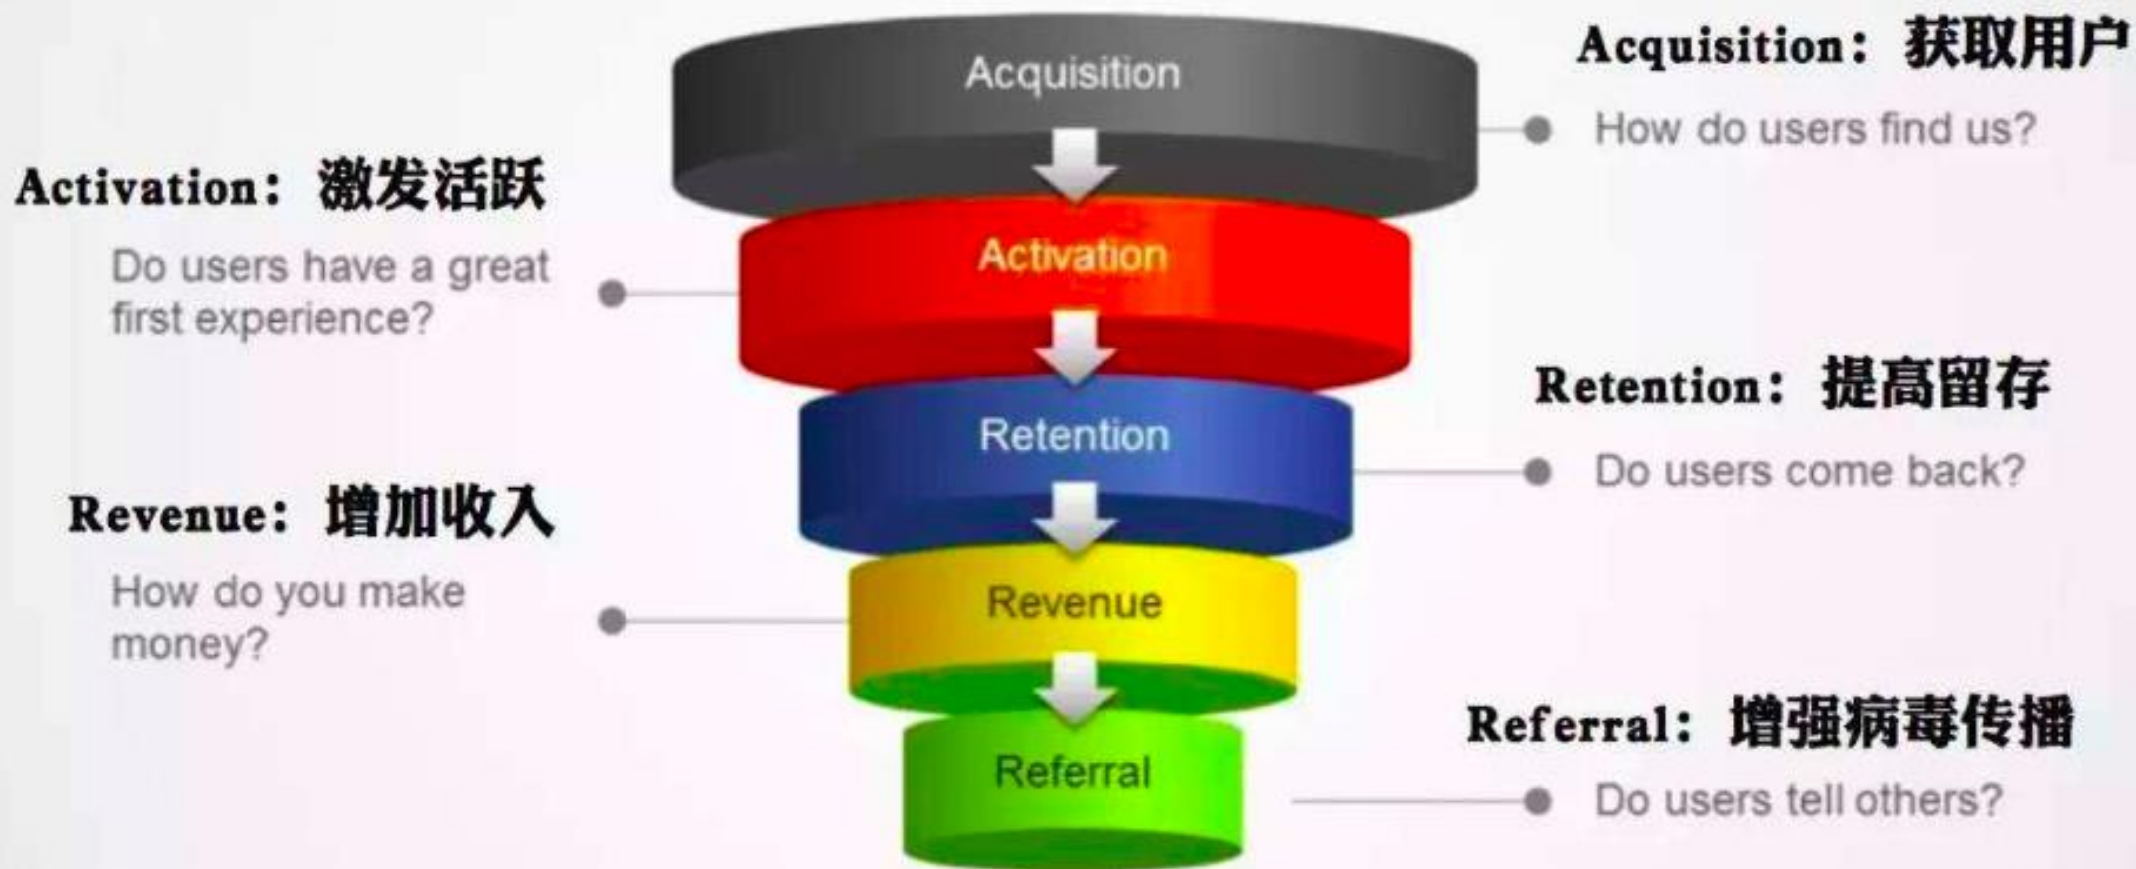 Acquisition
Acquisition：获取用户
How do users find us?
Activation：激发活跃
Do users have a great
first experience?
Activation
Retention：提高留存
Do users come back?
Retention
Revenue：增加收入
How do you make
money?
Revenue
Referral：增强病毒传播
Do users tell others?
Referral